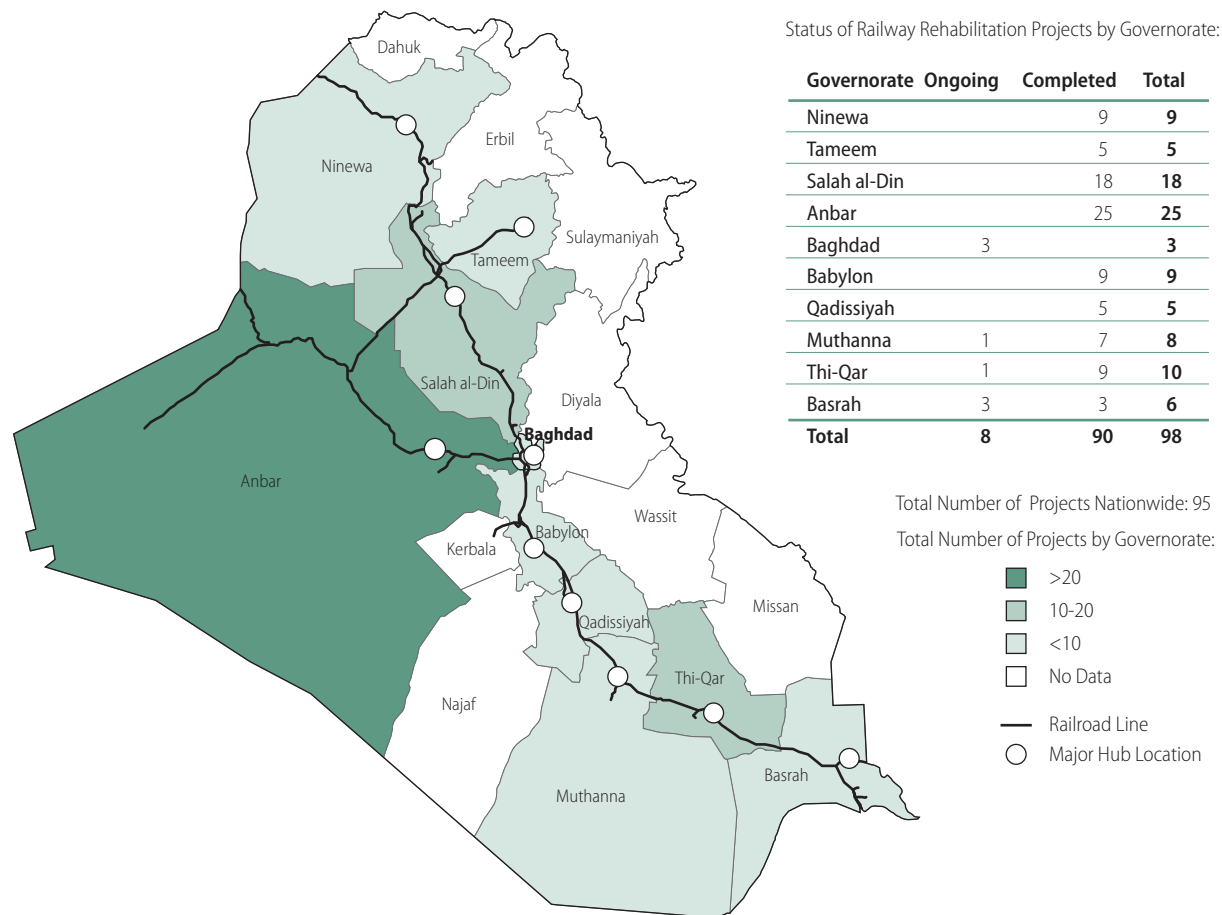 Status of Railway Rehabilitation Projects by Governorate:
Governorate Ongoing Completed Total
Ninewa 9 9
Tameem 5 5
Salah al-Din 18 18
Anbar 25 25
Baghdad 3 3
Babylon 9 9
Qadissiyah 5 5
Muthanna 1 7 8
Thi-Qar 1 9 10
Basrah 3 3 6
Total 8 90 98
Total Number of Projects Nationwide: 95
Total Number of Projects by Governorate:
>20
10-20
<10
No Data
Railroad Line
Major Hub Location
Dahuk
Erbil
Ninewa
Sulaymaniyah
Tameem
Salah al-Din
Diyala
Baghdad
Anbar
Wassit
Babylon
Kerbala
Missan
Qadissiyah
Thi-Qar
Najaf
Basrah
Muthanna